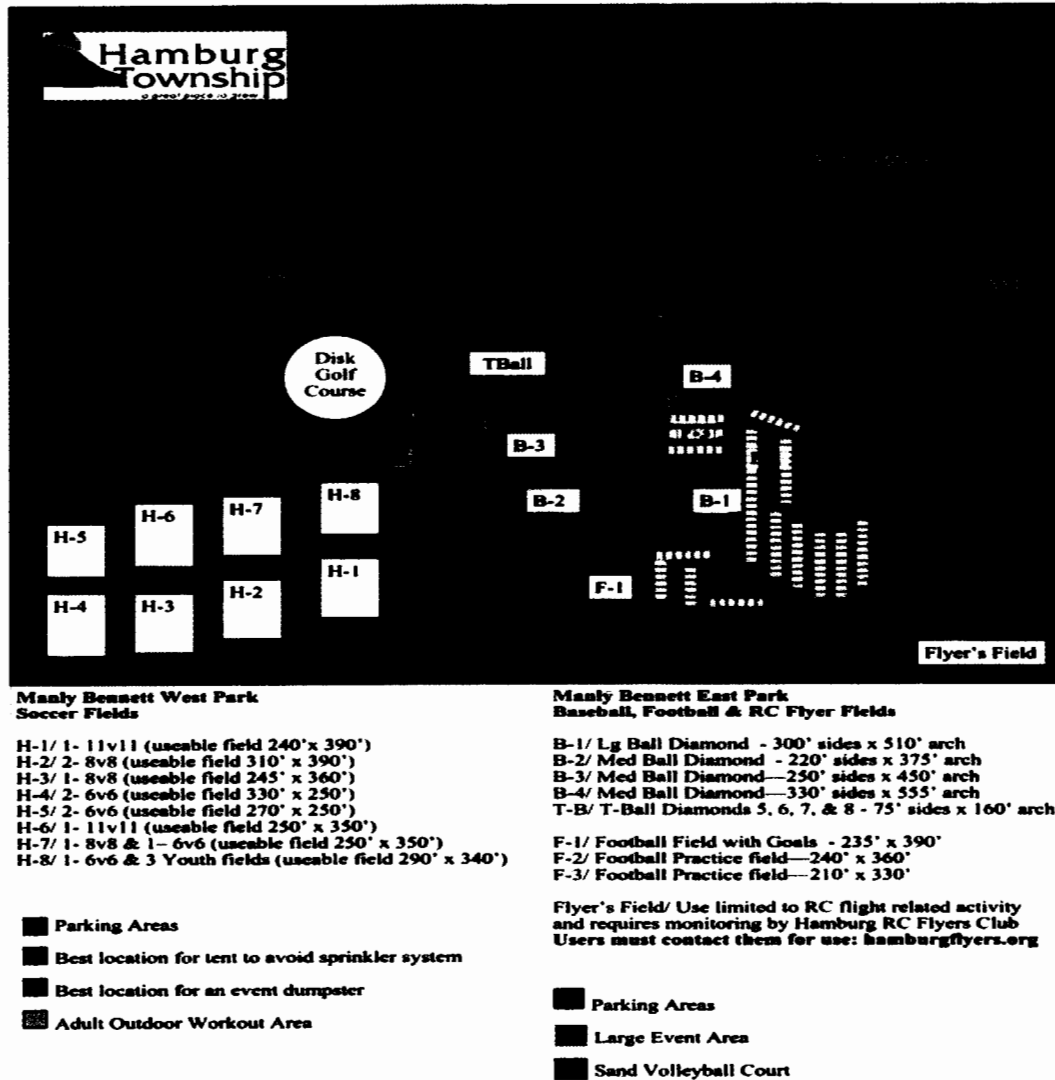 Hamburg
Township
a great place to grow
Disk
Golf
Course
TBall
B-4
B-3
B-2
B-1
H-8
H-7
H-6
H-5
H-1
H-2
H-3
H-4
F-1
Flyer's Field
Manly Bennett West Park
Soccer Fields
H-1/ 1- 11v11 (useable field 240' x 390')
H-2/ 2- 8v8 (useable field 310' x 390')
H-3/ 1- 8v8 (useable field 245' x 360')
H-4/ 2- 6v6 (useable field 330' x 250')
H-5/ 2- 6v6 (useable field 270' x 250')
H-6/ 1- 11v11 (useable field 250' x 350')
H-7/ 1- 8v8 & 1– 6v6 (useable field 250' x 350')
H-8/ 1- 6v6 & 3 Youth fields (useable field 290' x 340')
Parking Areas
Best location for tent to avoid sprinkler system
Best location for an event dumpster
Adult Outdoor Workout Area
Manly Bennett East Park
Baseball, Football & RC Flyer Fields
B-1/ Lg Ball Diamond - 300' sides x 510' arch
B-2/ Med Ball Diamond - 220' sides x 375' arch
B-3/ Med Ball Diamond—250' sides x 450' arch
B-4/ Med Ball Diamond—330' sides x 555' arch
T-B/ T-Ball Diamonds 5, 6, 7, & 8 - 75' sides x 160' arch
F-1/ Football Field with Goals - 235' x 390'
F-2/ Football Practice field—240' x 360'
F-3/ Football Practice field—210' x 330'
Flyer's Field/ Use limited to RC flight related activity
and requires monitoring by Hamburg RC Flyers Club
Users must contact them for use: hamburgflyers.org
Parking Areas
Large Event Area
Sand Volleyball Court